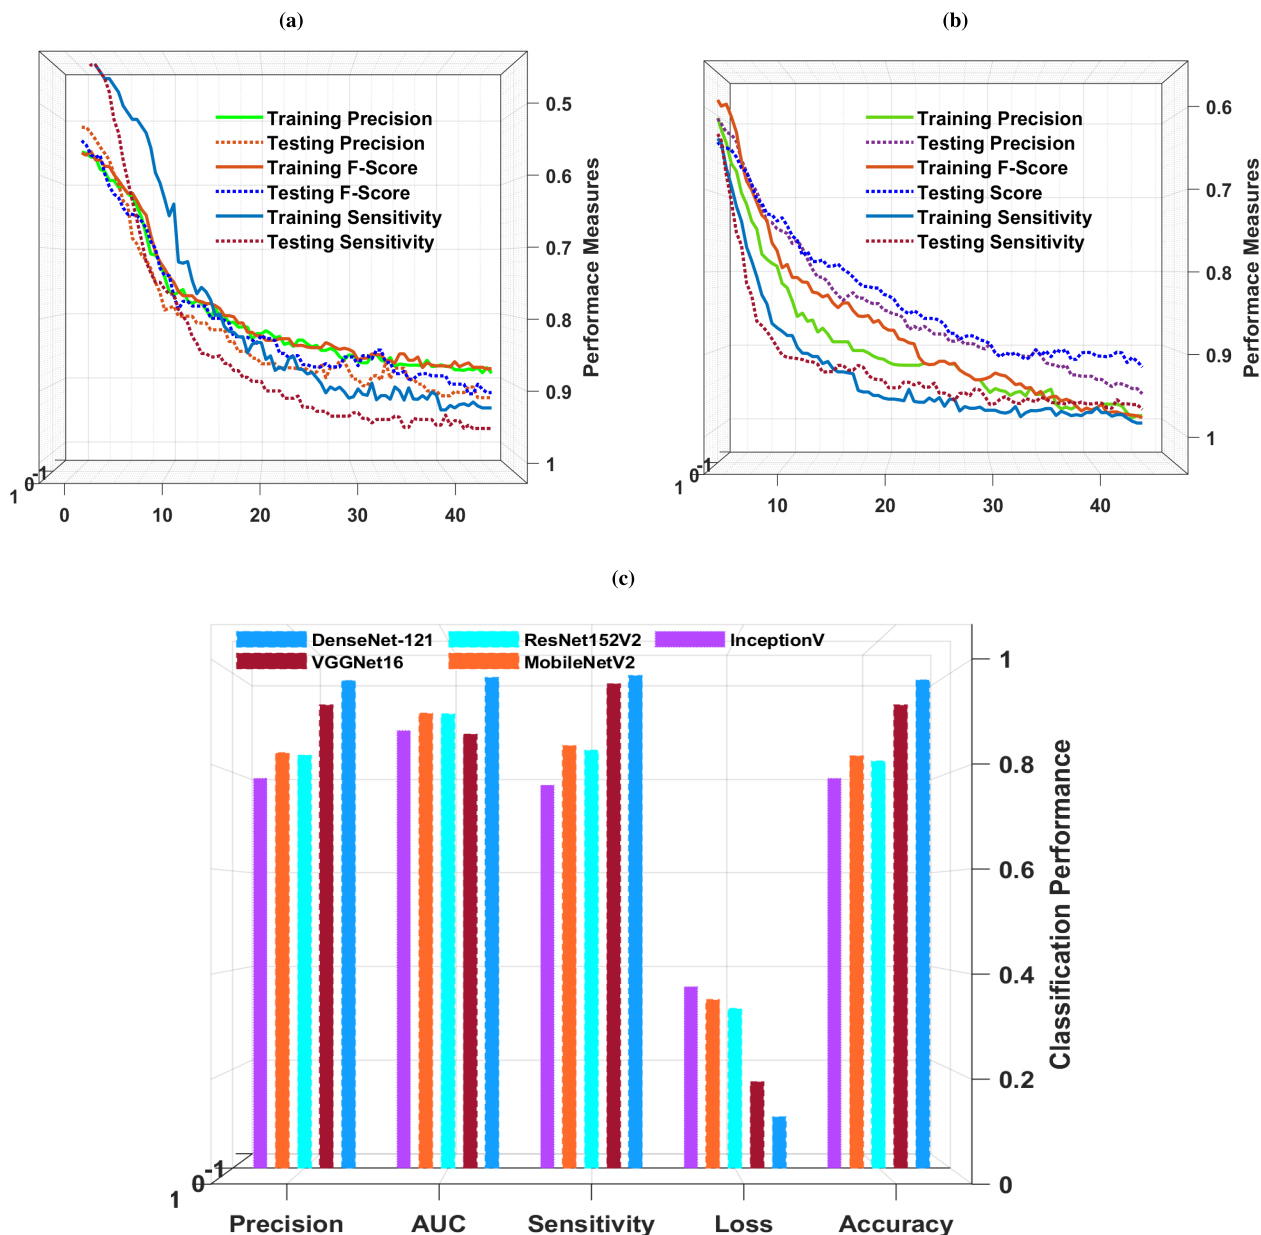 (a)
0.5
0.6
0.7
0.8
0.9
1
Performance Measures
Training Precision
Testing Precision
Training F-Score
Testing F-Score
Training Sensitivity
Testing Sensitivity
-1
0
1
0 10 20 30 40
(b)
0.6
0.7
0.8
0.9
1
Performace Measures
Training Precision
Testing Precision
Training F-Score
Testing Score
Training Sensitivity
Testing Sensitivity
-1
0
1
10 20 30 40
(c)
DenseNet-121 ResNet152V2 InceptionV
VGGNet16 MobileNetV2
1
0.8
0.6
0.4
0.2
0
Classification Performance
-1
0
1
Precision AUC Sensitivity Loss Accuracy